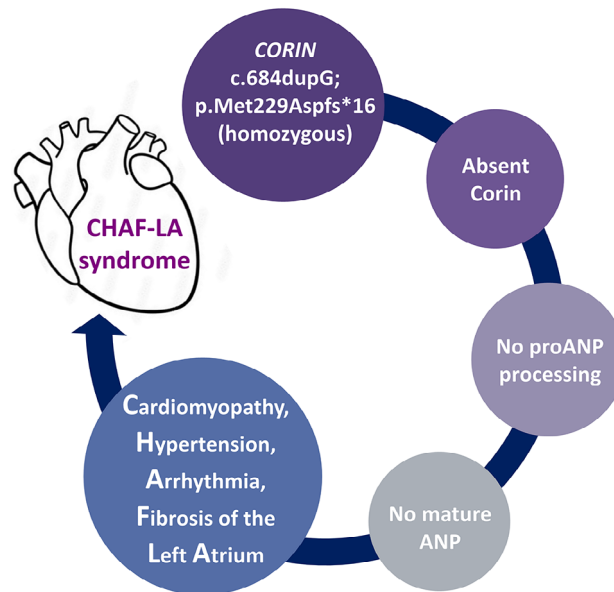 CORIN
c.684dupG;
p.Met229Aspfs*16
(homozygous)
Absent
Corin
No proANP
processing
No mature
ANP
Cardiomyopathy,
Hypertension,
Arrhythmia,
Fibrosis of the
Left Atrium
CHAF-LA
syndrome